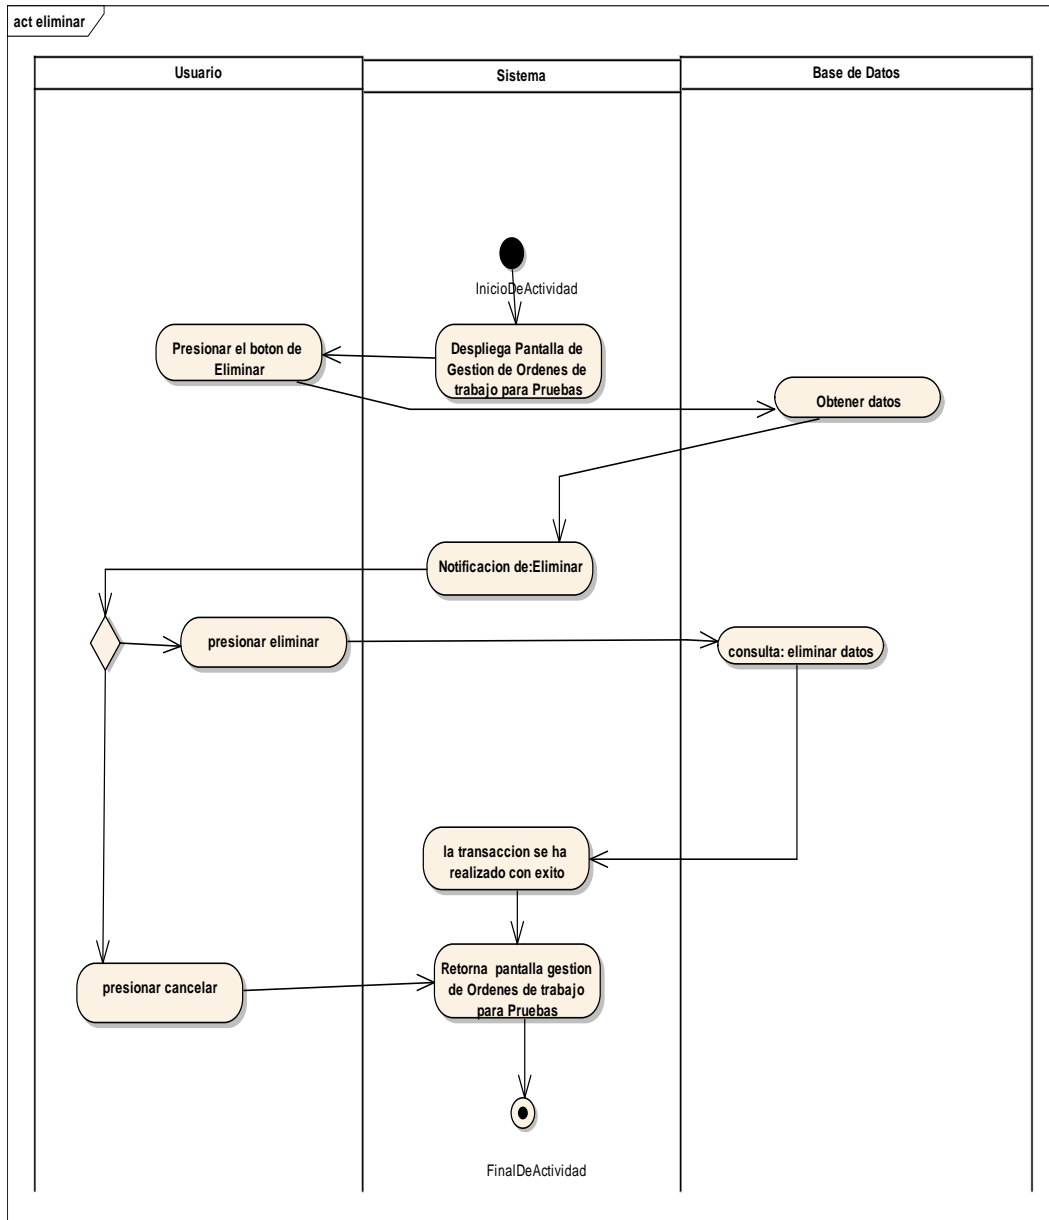 act eliminar
Usuario
Sistema
Base de Datos
InicioDeActividad
Presionar el boton de
Eliminar
Despliega Pantalla de
Gestion de Ordenes de
trabajo para Pruebas
Obtener datos
Notificacion de:Eliminar
presionar eliminar
consulta: eliminar datos
la transaccion se ha
realizado con exito
presionar cancelar
Retorna pantalla gestion
de Ordenes de trabajo
para Pruebas
FinalDeActividad